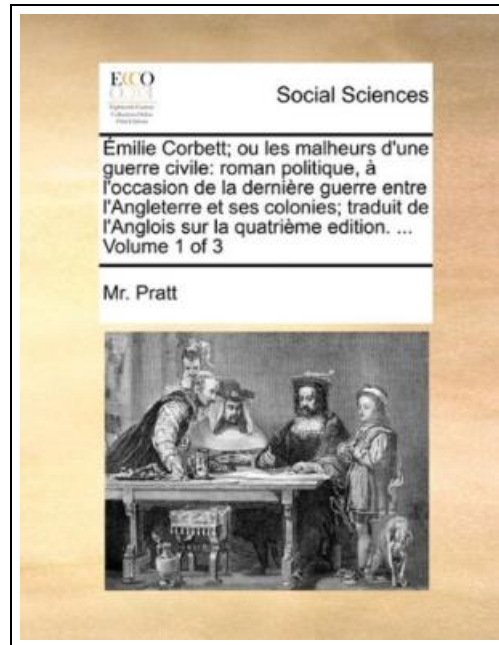 ECCO
Social Sciences
Émilie Corbett; ou les malheurs d'une
guerre civile: roman politique, à
l'occasion de la dernière guerre entre
l'Angleterre et ses colonies; traduit de
l'Anglois sur la quatrième edition. ...
Volume 1 of 3
Mr. Pratt